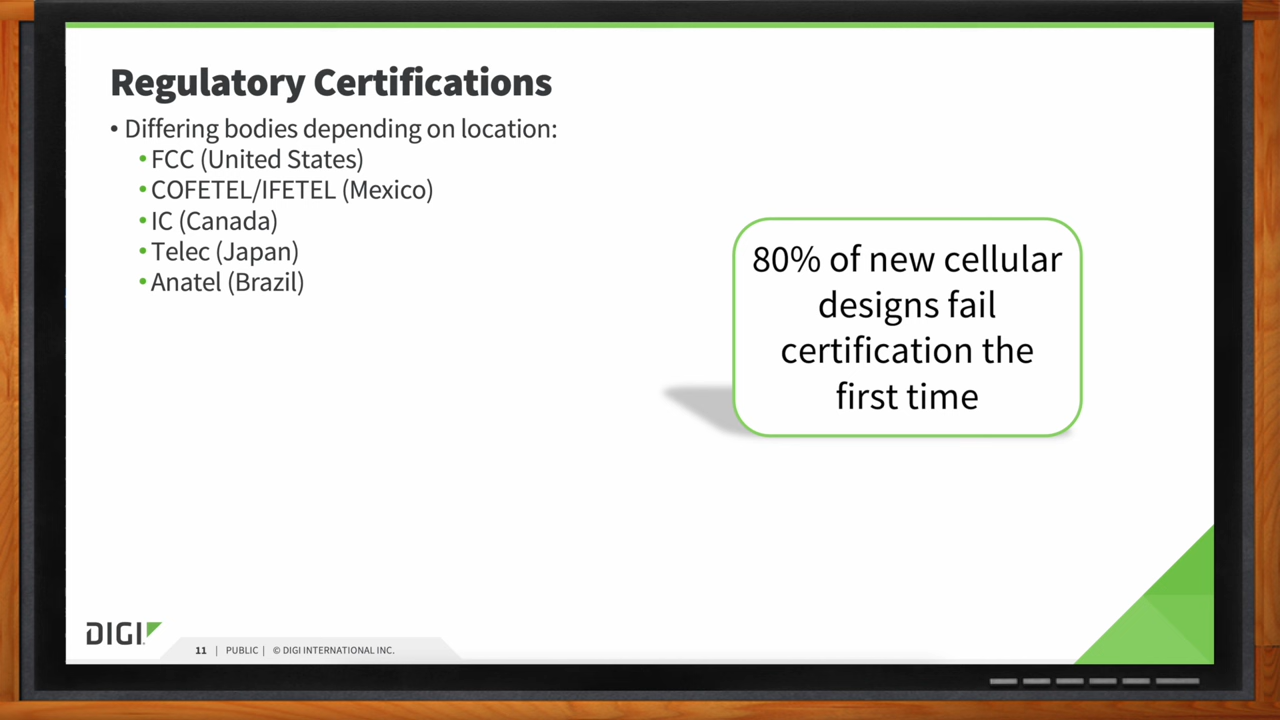 Regulatory Certifications
• Differing bodies depending on location:
• FCC (United States)
• COFETEL/IFETEL (Mexico)
• IC (Canada)
• Telec (Japan)
• Anatel (Brazil)
80% of new cellular
designs fail
certification the
first time
DIGI
11 | PUBLIC | © DIGI INTERNATIONAL INC.